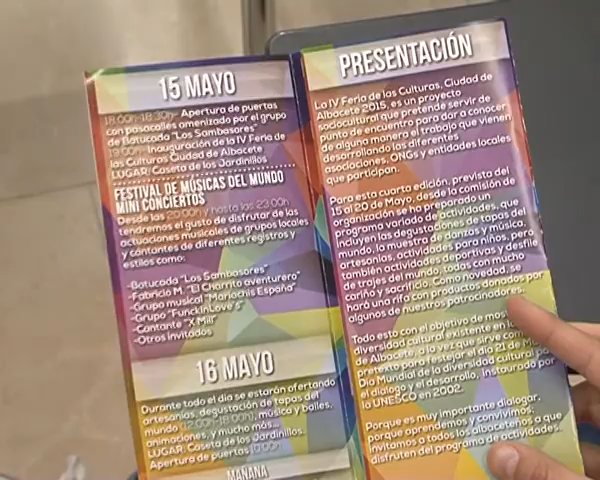 15 MAYO
18:00h-18:30h- Apertura de puertas
con pasacalles amenizado por el grupo
de Batucada "Los Sambasores"
19:00h- Inauguración de la IV Feria de
las Culturas Ciudad de Albacete
LUGAR: Caseta de los Jardinillos
FESTIVAL DE MÚSICAS DEL MUNDO
MINI CONCIERTOS
Desde las 20:00h y hasta las 23:00h
tendremos el gusto de disfrutar de las
actuaciones musicales de grupos locales
y cantantes de diferentes registros y
estilos como:
-Batucada "Los Sambasores"
-Fabricio M. "El Charrito aventurero"
-Grupo musical "Mariachis España"
-Grupo "FunckInLove's"
-Cantante "X Mill"
-Otros invitados
16 MAYO
Durante todo el día se estarán ofertando
artesanías, degustación de tapas del
mundo 12:00h-18:00h, música y bailes,
animaciones, y mucho más...
LUGAR: Caseta de los Jardinillos.
Apertura de puertas 10:00h
MAÑANA
PRESENTACIÓN
La IV Feria de las Culturas, Ciudad de
Albacete 2015, es un proyecto
sociocultural que pretende servir de
punto de encuentro para dar a conocer
de alguna manera el trabajo que vienen
desarrollando las diferentes
asociaciones, ONGs y entidades locales
que participan.
Para esta cuarta edición, prevista del
15 al 20 de Mayo, desde la comisión de
organización se ha preparado un
programa variado de actividades, que
incluyen las degustaciones de tapas del
mundo, la muestra de danzas y música,
artesanías, actividades para niños, pero
también actividades deportivas y desfile
de trajes del mundo, todas con mucho
cariño y sacrificio. Como novedad, se
hará una rifa con productos donados por
algunos de nuestros patrocinadores.
Todo esto con el objetivo de mos
diversidad cultural existente en la
de Albacete, a la vez que sirve com
pretexto para festejar el día 21 de M
Día Mundial de la diversidad cultural pa
el diálogo y el desarrollo, instaurado por
la UNESCO en 2002.
Porque es muy importante dialogar,
porque aprendemos y convivimos;
invitamos a todos los albaceteños a que
disfruten del programa de actividades.